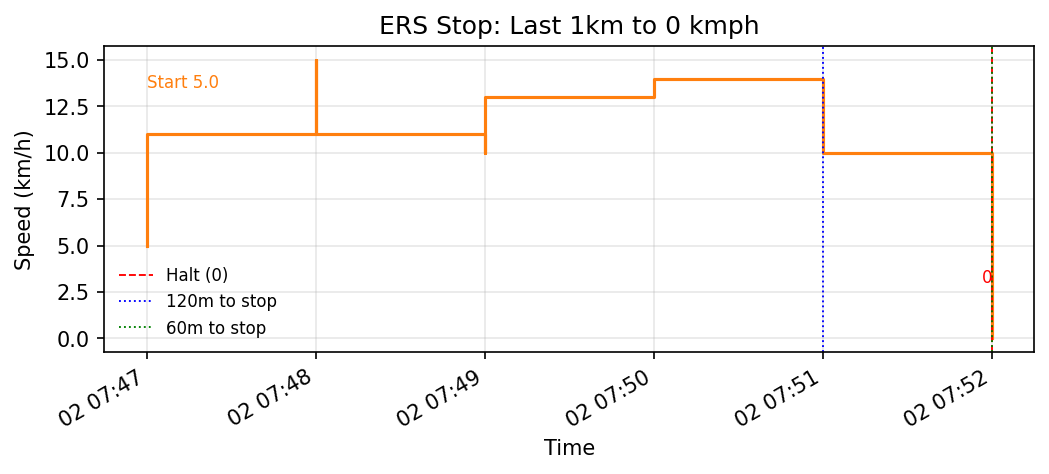 ERS Stop: Last 1km to 0 kmph
Speed (km/h)
15.0
12.5
10.0
7.5
5.0
2.5
0.0
Start 5.0
Halt (0)
120m to stop
60m to stop
0
02 07:47
02 07:48
02 07:49
02 07:50
02 07:51
02 07:52
Time